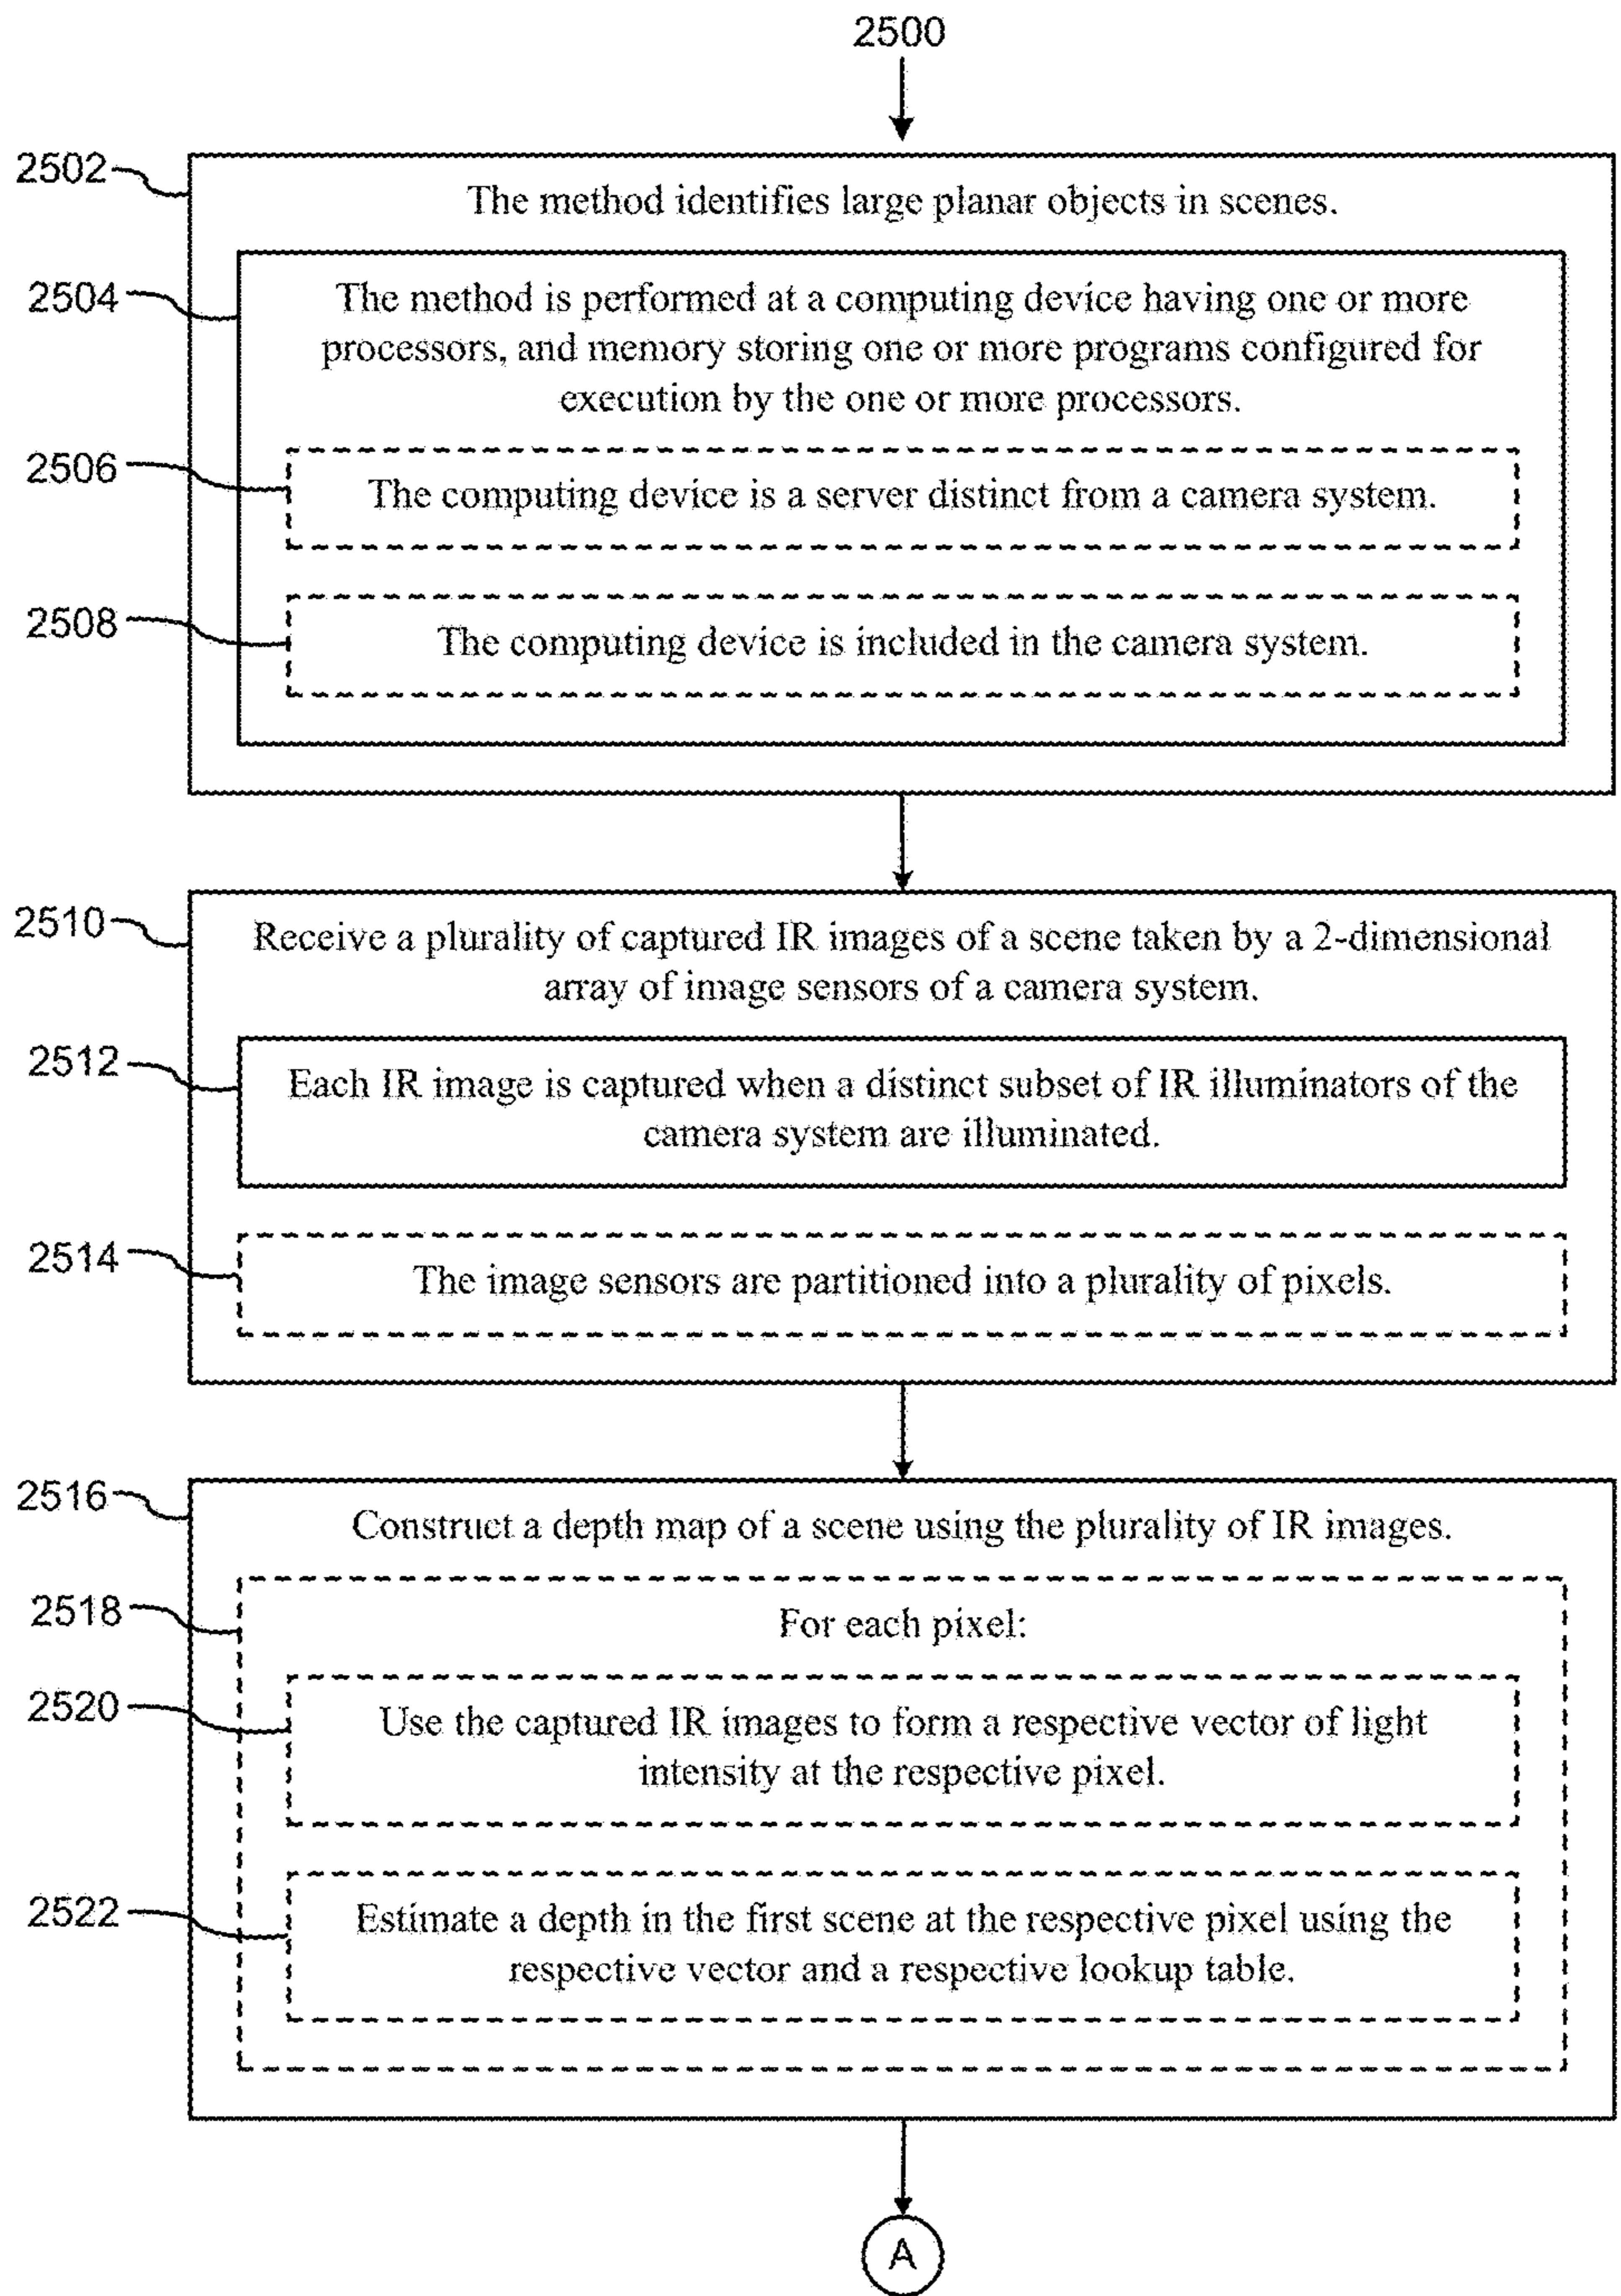 2500
2502
The method identifies large planar objects in scenes.
2504
The method is performed at a computing device having one or more
processors, and memory storing one or more programs configured for
execution by the one or more processors.
2506
The computing device is a server distinct from a camera system.
2508
The computing device is included in the camera system.
2510
Receive a plurality of captured IR images of a scene taken by a 2-dimensional
array of image sensors of a camera system.
2512
Each IR image is captured when a distinct subset of IR illuminators of the
camera system are illuminated.
2514
The image sensors are partitioned into a plurality of pixels.
2516
Construct a depth map of a scene using the plurality of IR images.
2518
For each pixel:
2520
Use the captured IR images to form a respective vector of light
intensity at the respective pixel.
2522
Estimate a depth in the first scene at the respective pixel using the
respective vector and a respective lookup table.
A